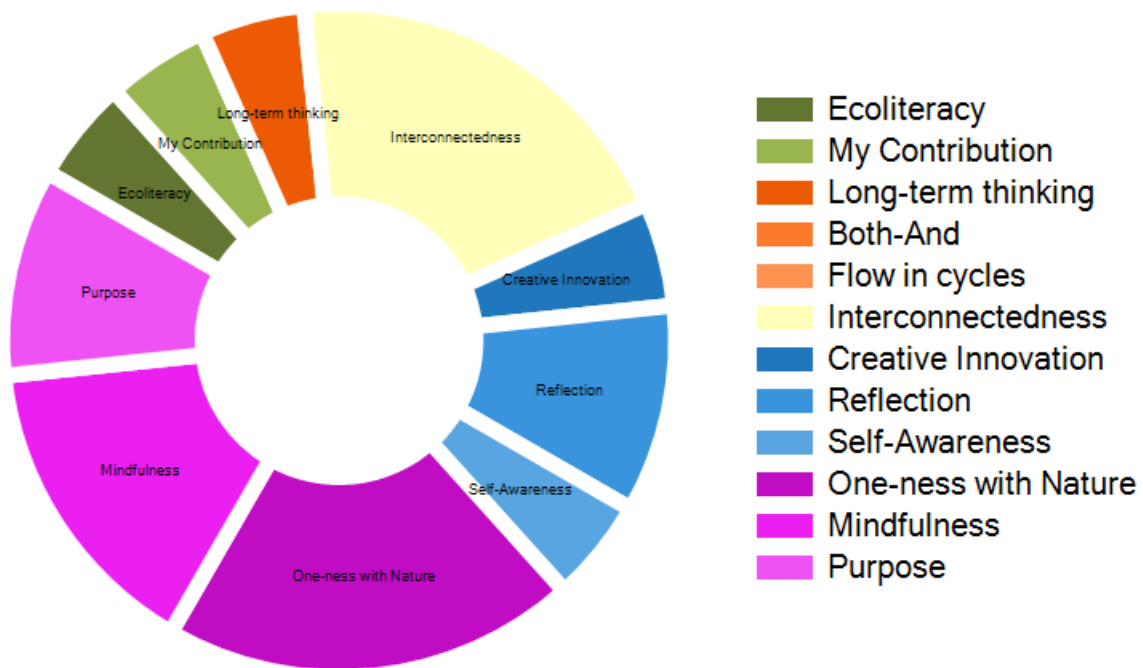 Long-term thinking
Interconnectedness
My Contribution
Ecoliteracy
Creative Innovation
Purpose
Reflection
Mindfulness
Self-Awareness
One-ness with Nature
Ecoliteracy
My Contribution
Long-term thinking
Both-And
Flow in cycles
Interconnectedness
Creative Innovation
Reflection
Self-Awareness
One-ness with Nature
Mindfulness
Purpose